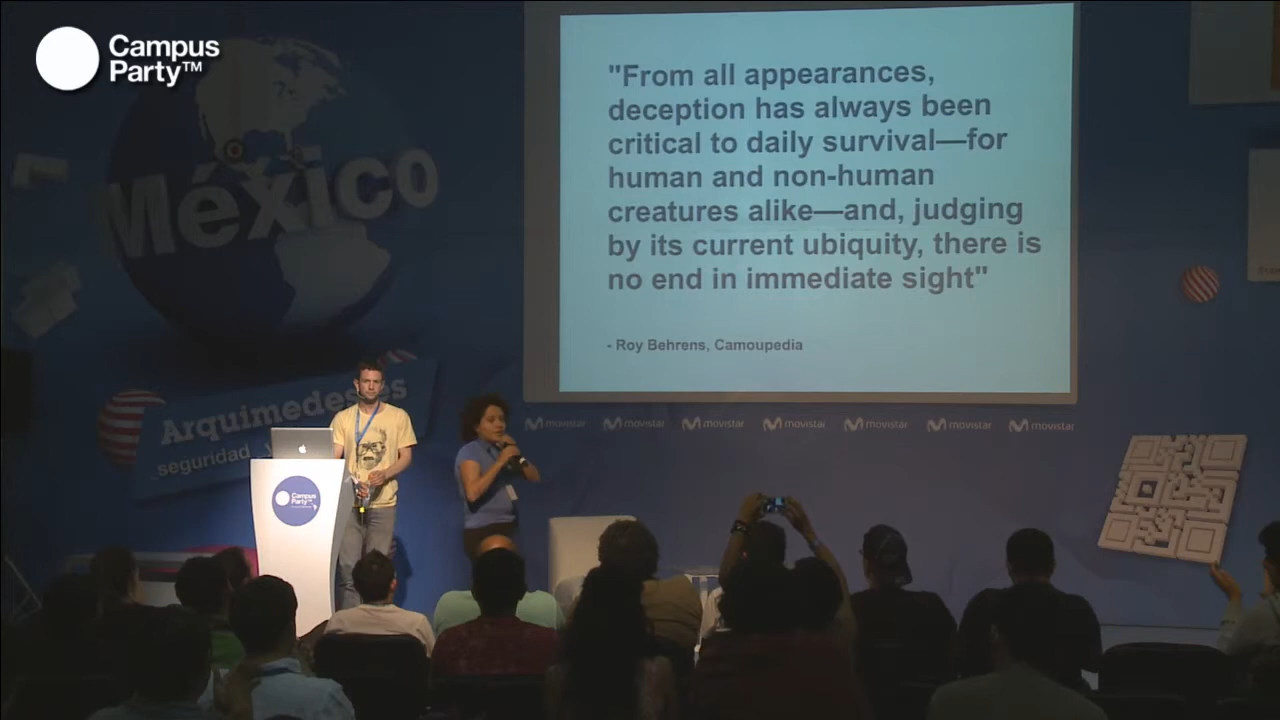 Campus
Party™
México
"From all appearances,
deception has always been
critical to daily survival—for
human and non-human
creatures alike—and, judging
by its current ubiquity, there is
no end in immediate sight"
- Roy Behrens, Camoupedia
movistar movistar movistar movistar movistar movistar movistar
Arquimedes
seguridad y
Campus
Party™